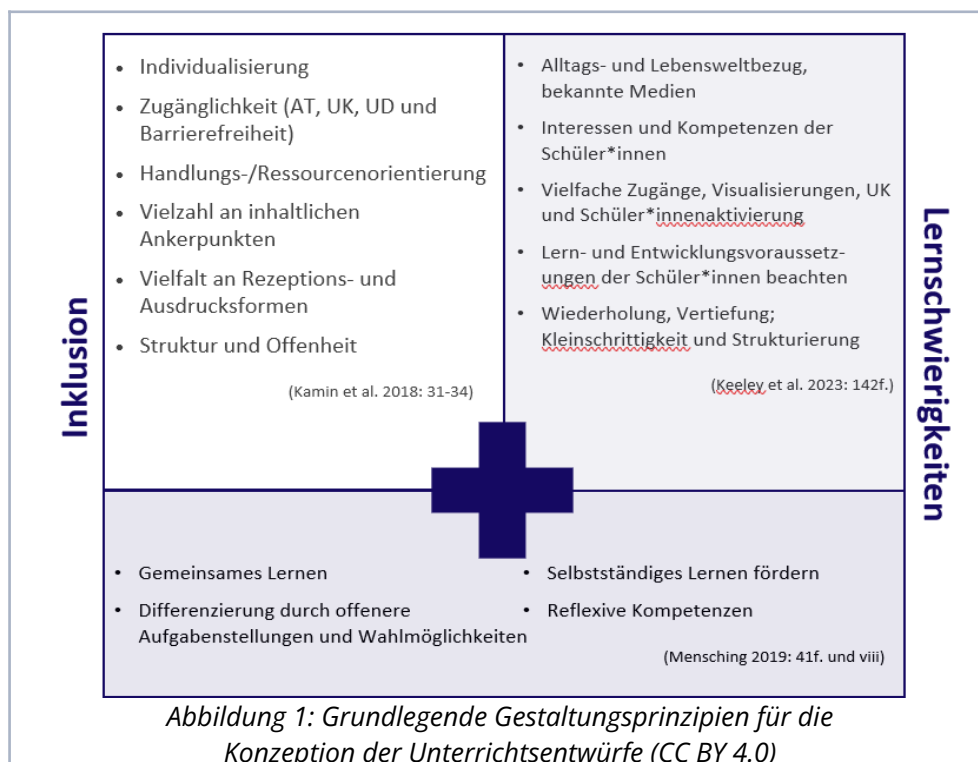 Inklusion
• Individualisierung
• Zugänglichkeit (AT, UK, UD und
Barrierefreiheit)
• Handlungs-/Ressourcenorientierung
• Vielzahl an inhaltlichen
Ankerpunkten
• Vielfalt an Rezeptions- und
Ausdrucksformen
• Struktur und Offenheit
(Kamin et al. 2018: 31-34)
• Alltags- und Lebensweltbezug,
bekannte Medien
• Interessen und Kompetenzen der
Schüler*innen
• Vielfache Zugänge, Visualisierungen, UK
und Schüler*innenaktivierung
• Lern- und Entwicklungsvoraussetz-
ungen der Schüler*innen beachten
• Wiederholung, Vertiefung;
Kleinschrittigkeit und Strukturierung
(Keeley et al. 2023: 142f.)
Lernschwierigkeiten
• Gemeinsames Lernen
• Differenzierung durch offenere
Aufgabenstellungen und Wahlmöglichkeiten
• Selbstständiges Lernen fördern
• Reflexive Kompetenzen
(Mensching 2019: 41f. und viii)
Abbildung 1: Grundlegende Gestaltungsprinzipien für die
Konzeption der Unterrichtsentwürfe (CC BY 4.0)